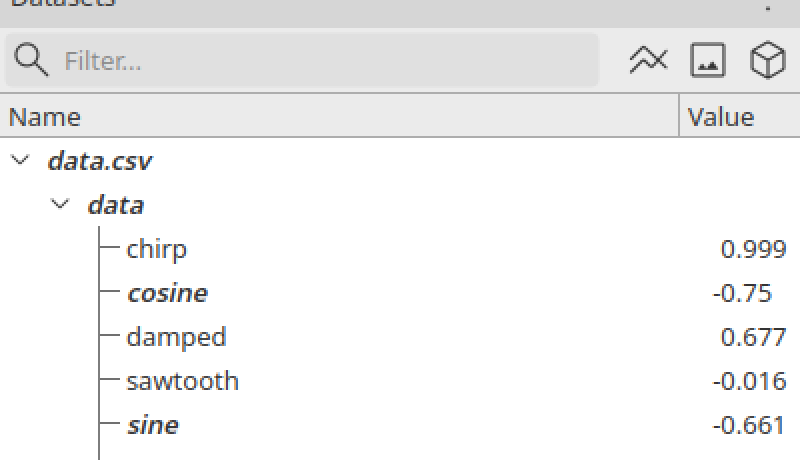 Datasets
Filter...
Name Value
data.csv
data
chirp 0.999
cosine -0.75
damped 0.677
sawtooth -0.016
sine -0.661